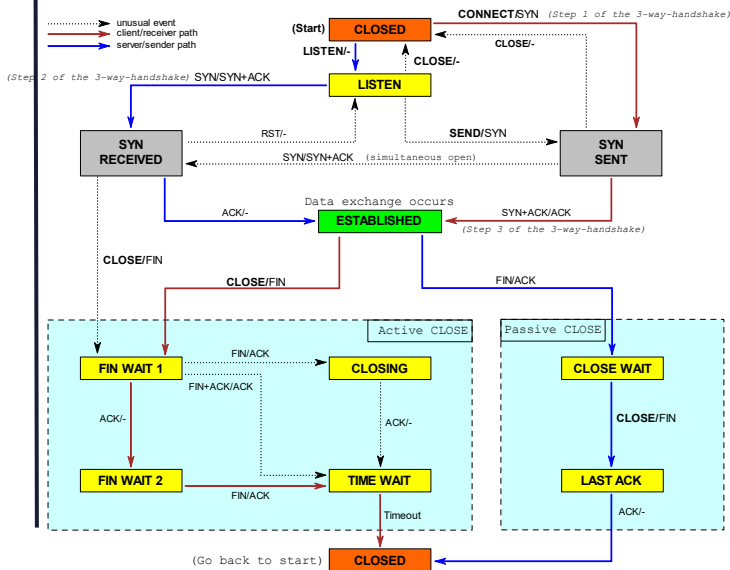 unusual event
client/receiver path
server/sender path
(Start)
CLOSED
CONNECT/SYN (Step 1 of the 3-way-handshake)
CLOSE/-
LISTEN/-
CLOSE/-
(Step 2 of the 3-way-handshake) SYN/SYN+ACK
LISTEN
RST/-
SEND/SYN
SYN
RECEIVED
SYN
SENT
SYN/SYN+ACK (simultaneous open)
Data exchange occurs
ACK/-
ESTABLISHED
SYN+ACK/ACK
(Step 3 of the 3-way-handshake)
CLOSE/FIN
CLOSE/FIN
FIN/ACK
Active CLOSE
Passive CLOSE
FIN WAIT 1
FIN/ACK
CLOSING
CLOSE WAIT
FIN+ACK/ACK
ACK/-
ACK/-
CLOSE/FIN
FIN WAIT 2
TIME WAIT
LAST ACK
FIN/ACK
Timeout
ACK/-
(Go back to start)
CLOSED